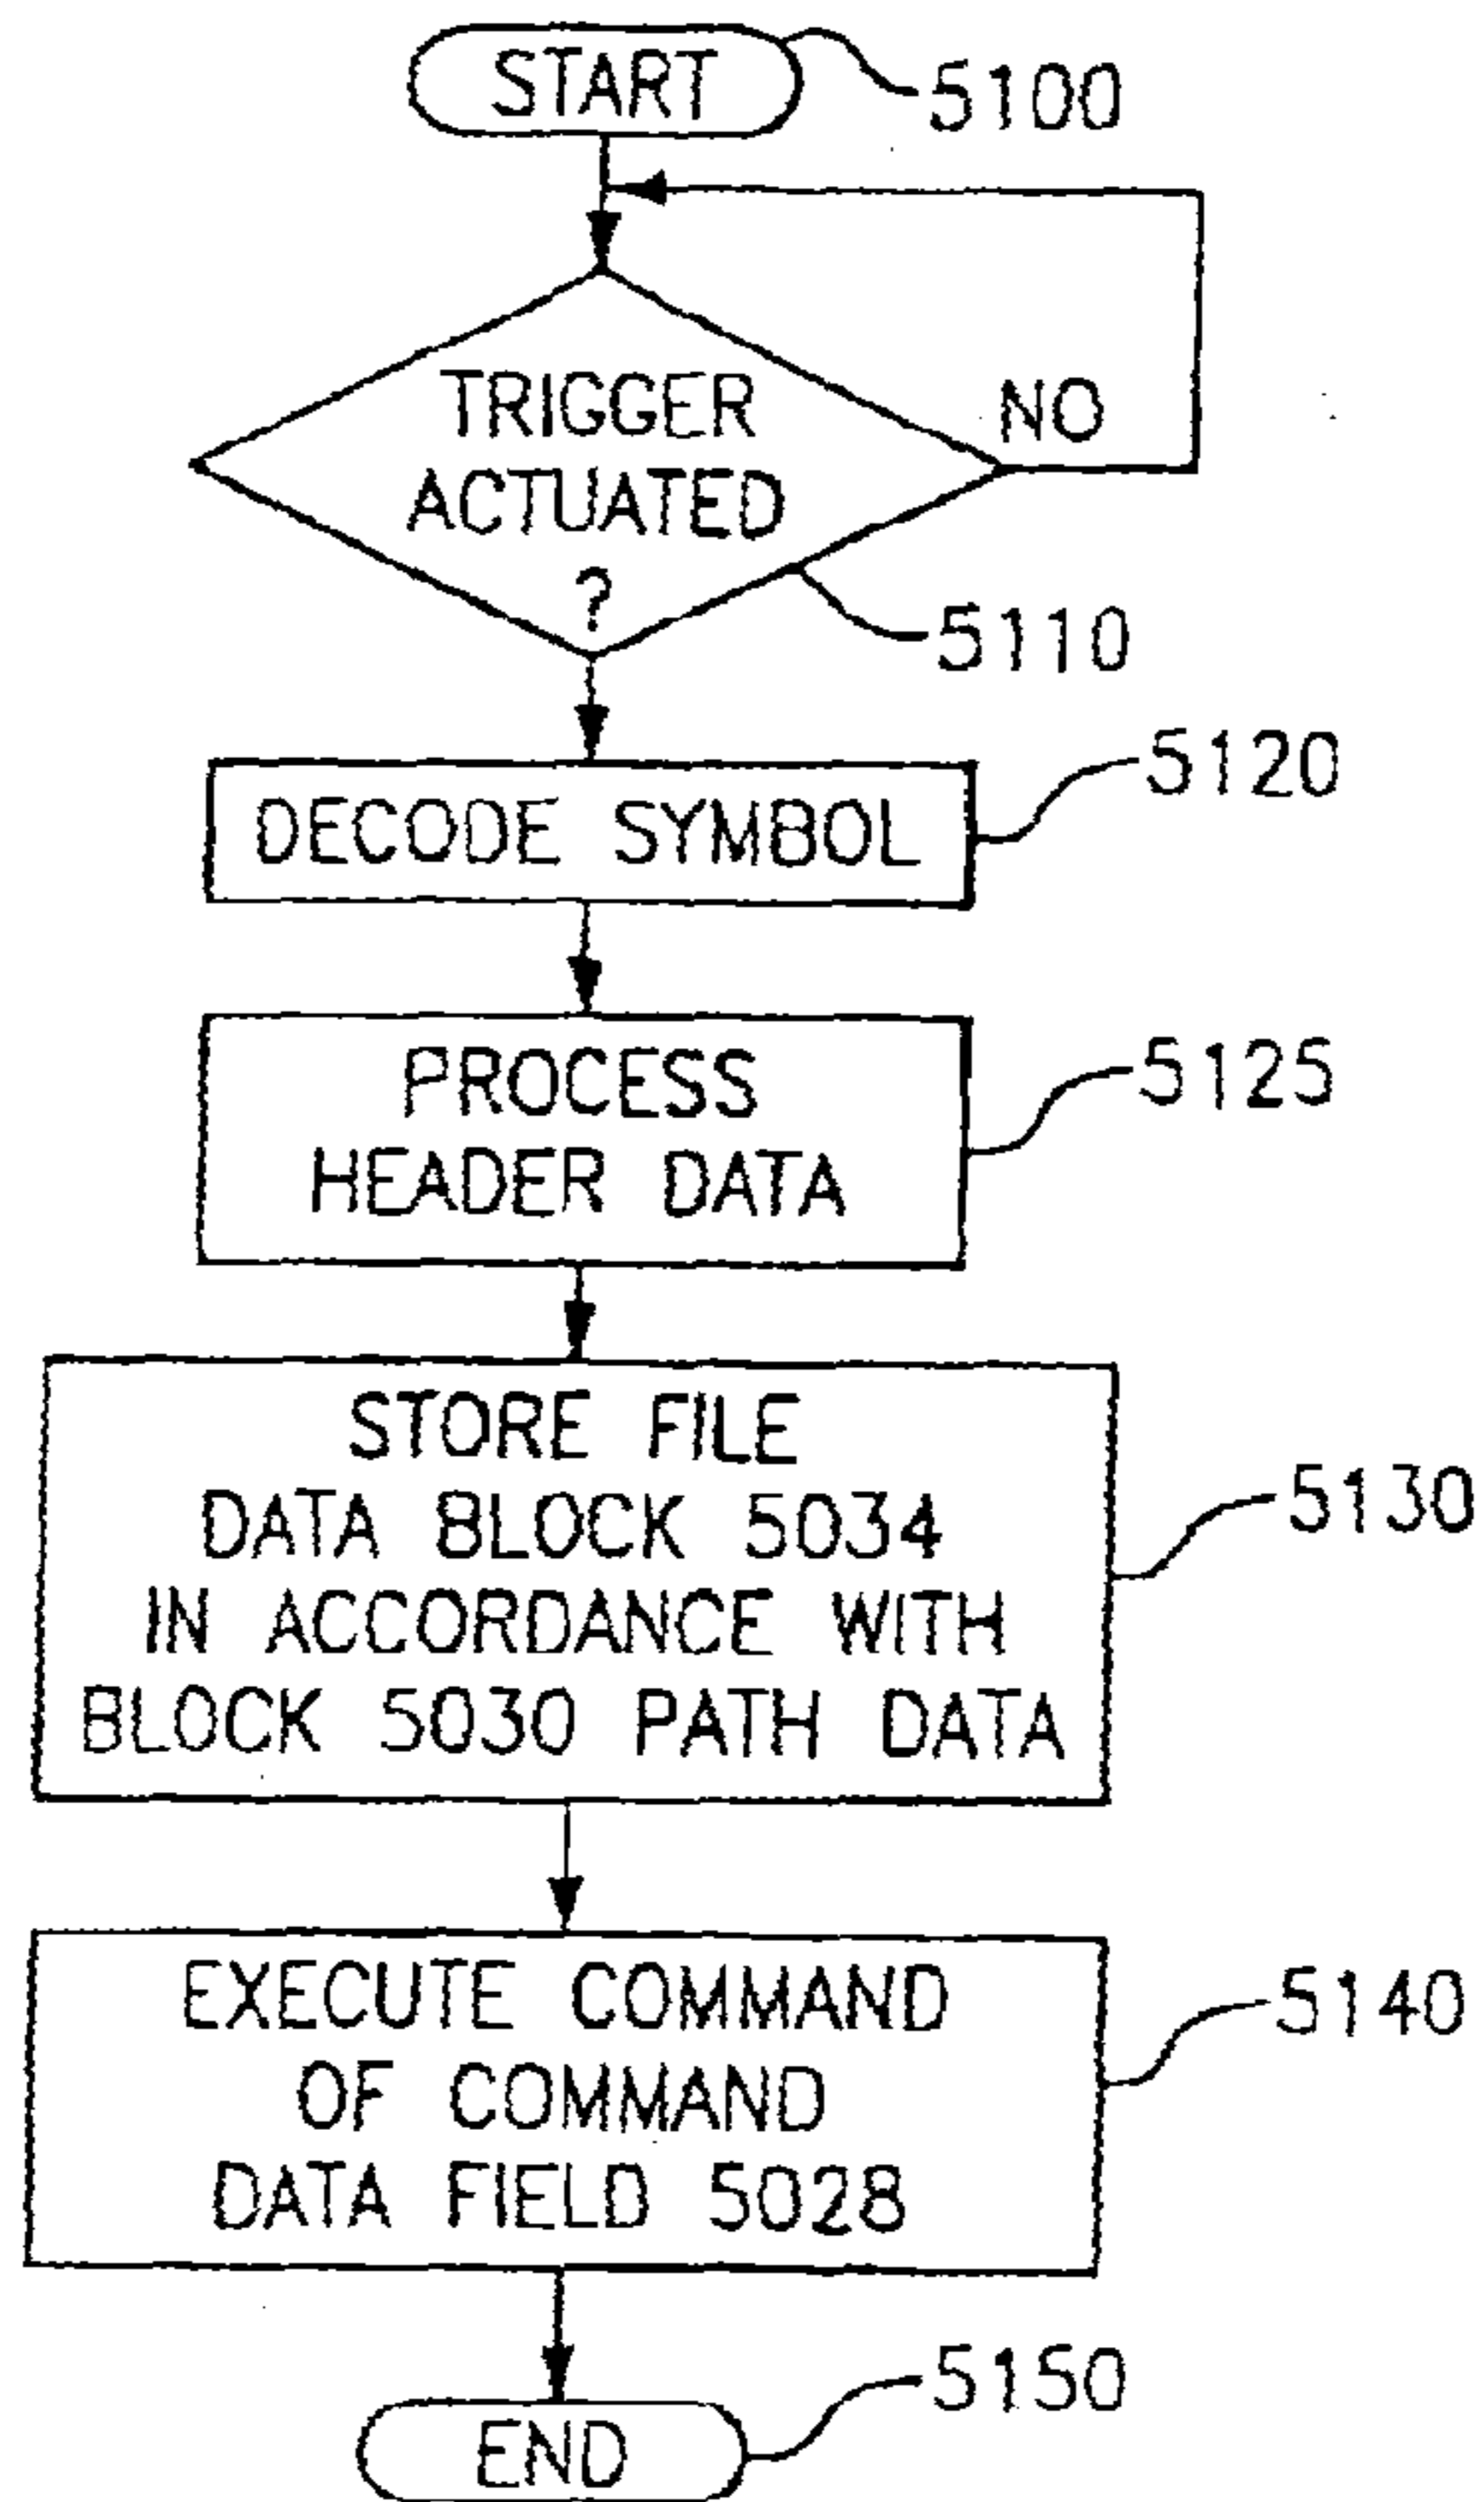 START
5100
TRIGGER
ACTUATED
?
NO
5110
DECODE SYMBOL
5120
PROCESS
HEADER DATA
5125
STORE FILE
DATA BLOCK 5034
IN ACCORDANCE WITH
BLOCK 5030 PATH DATA
5130
EXECUTE COMMAND
OF COMMAND
DATA FIELD 5028
5140
END
5150